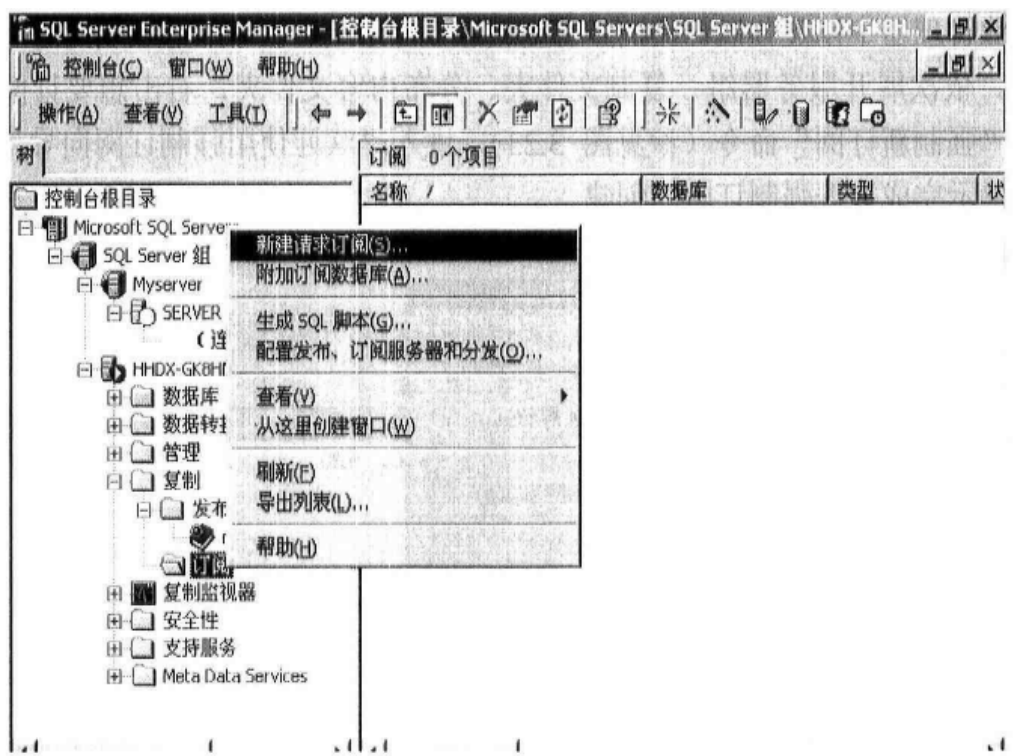 SQL Server Enterprise Manager - [控制台根目录\Microsoft SQL Servers\SQL Server 组\HHDX-GK8H...
控制台(C) 窗口(W) 帮助(H)
操作(A) 查看(V) 工具(T)
树
订阅 0个项目
名称 / 数据库 类型 状
控制台根目录
Microsoft SQL Servers
SQL Server 组
Myserver
SERVER
(连
HHDX-GK8H
数据库
数据转
管理
复制
发布
订阅
复制监视器
安全性
支持服务
Meta Data Services
新建请求订阅(S)...
附加订阅数据库(A)...
生成 SQL 脚本(G)...
配置发布、订阅服务器和分发(O)...
查看(V)
从这里创建窗口(W)
刷新(F)
导出列表(L)...
帮助(H)